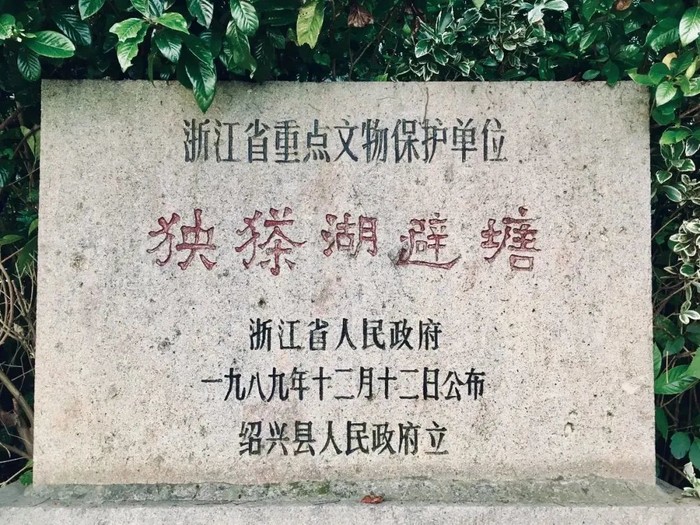 浙江省重点文物保护单位
狭㺄湖避塘
浙江省人民政府
一九八九年十二月十二日公布
绍兴县人民政府立